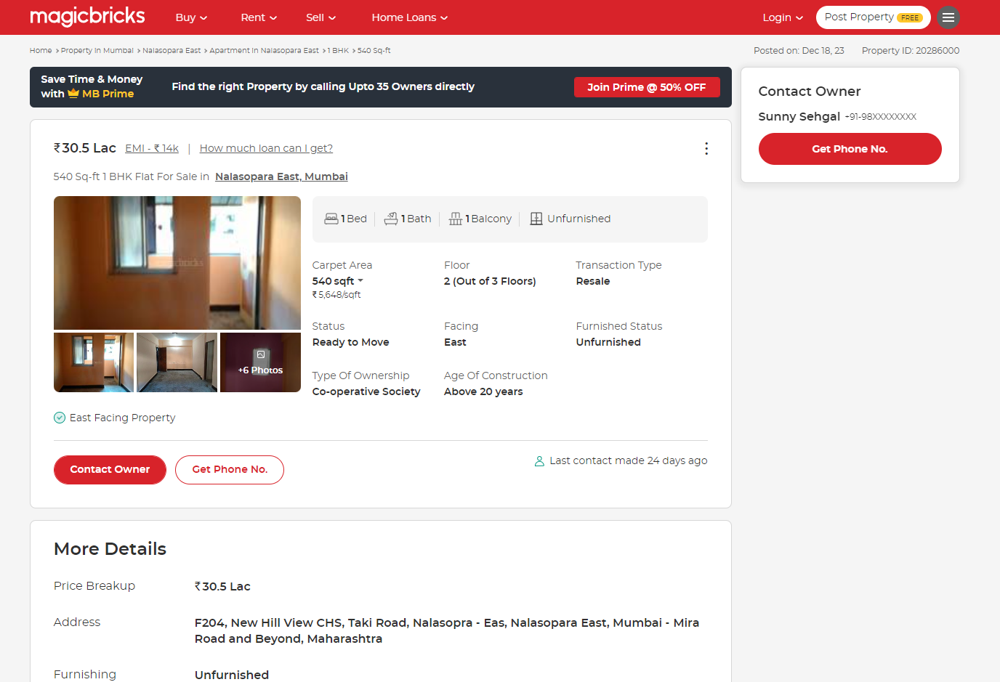 magicbricks
Buy
Rent
Sell
Home Loans
Login
Post Property FREE
Home > Property in Mumbai > Nalasopara East > Apartment in Nalasopara East > 1 BHK > 540 Sq-ft
Posted on: Dec 18, 23
Property ID: 20286000
Save Time & Money
with MB Prime
Find the right Property by calling Upto 35 Owners directly
Join Prime @ 50% OFF
Contact Owner
Sunny Sehgal +91-98XXXXXXXX
Get Phone No.
₹30.5 Lac EMI - ₹ 14k | How much loan can I get?
540 Sq-ft 1 BHK Flat For Sale in Nalasopara East, Mumbai
magicbricks
+6 Photos
1 Bed
1 Bath
1 Balcony
Unfurnished
Carpet Area
540 sqft
₹5,648/sqft
Floor
2 (Out of 3 Floors)
Transaction Type
Resale
Status
Ready to Move
Facing
East
Furnished Status
Unfurnished
Type Of Ownership
Co-operative Society
Age Of Construction
Above 20 years
East Facing Property
Contact Owner
Get Phone No.
Last contact made 24 days ago
More Details
Price Breakup
₹30.5 Lac
Address
F204, New Hill View CHS, Taki Road, Nalasopra - Eas, Nalasopara East, Mumbai - Mira
Road and Beyond, Maharashtra
Furnishing
Unfurnished